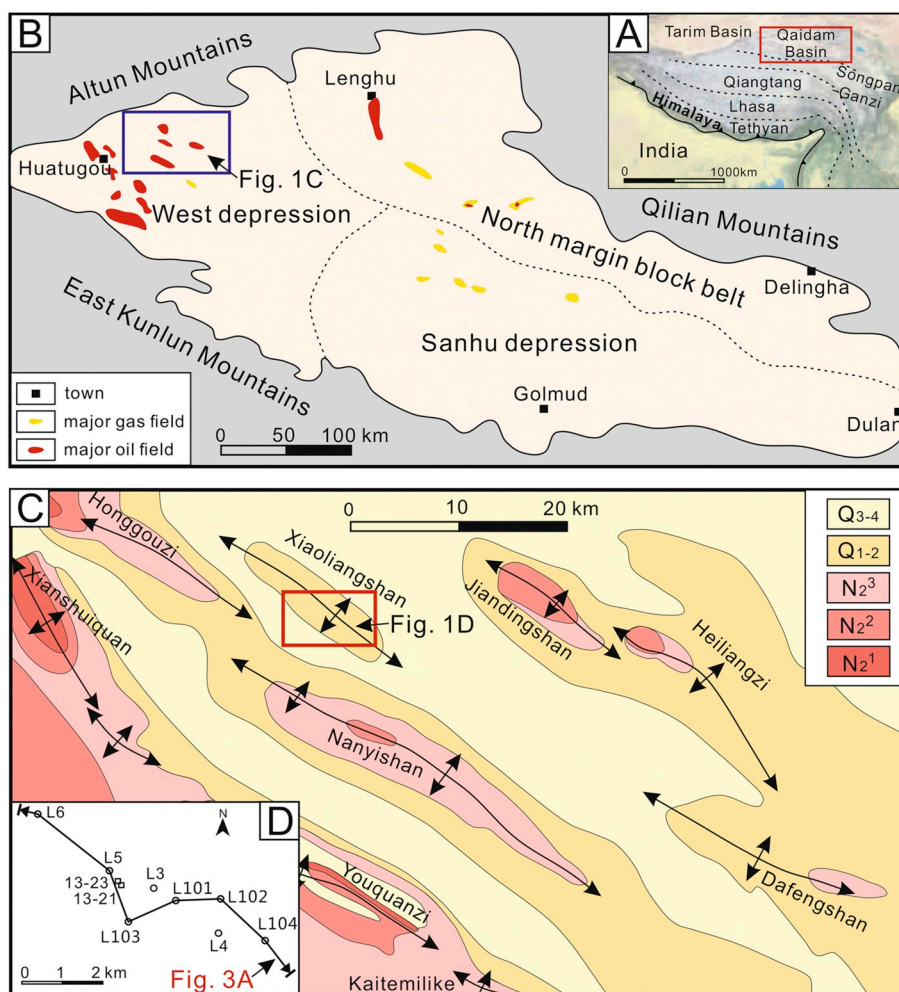 B
Altun Mountains
Lenghu
Huatugou
Fig. 1C
West depression
North margin block belt
Qilian Mountains
Delingha
East Kunlun Mountains
Sanhu depression
Golmud
Dulan
town
major gas field
major oil field
0 50 100 km
A
Tarim Basin
Qaidam
Basin
Songpan
-Ganzi
Qiangtang
Lhasa
Himalaya
Tethyan
India
0 1000km
C
0 10 20 km
Honggouzi
Xiaoliangshan
Xianshuiquan
Fig. 1D
Jiandingshan
Heiliangzi
Nanyishan
Dafengshan
Youquanzi
Kaitemilike
Q3-4
Q1-2
N2³
N2²
N2¹
D
N
L6
L5
L3
13-23
13-21
L101
L102
L103
L4
L104
0 1 2 km
Fig. 3A